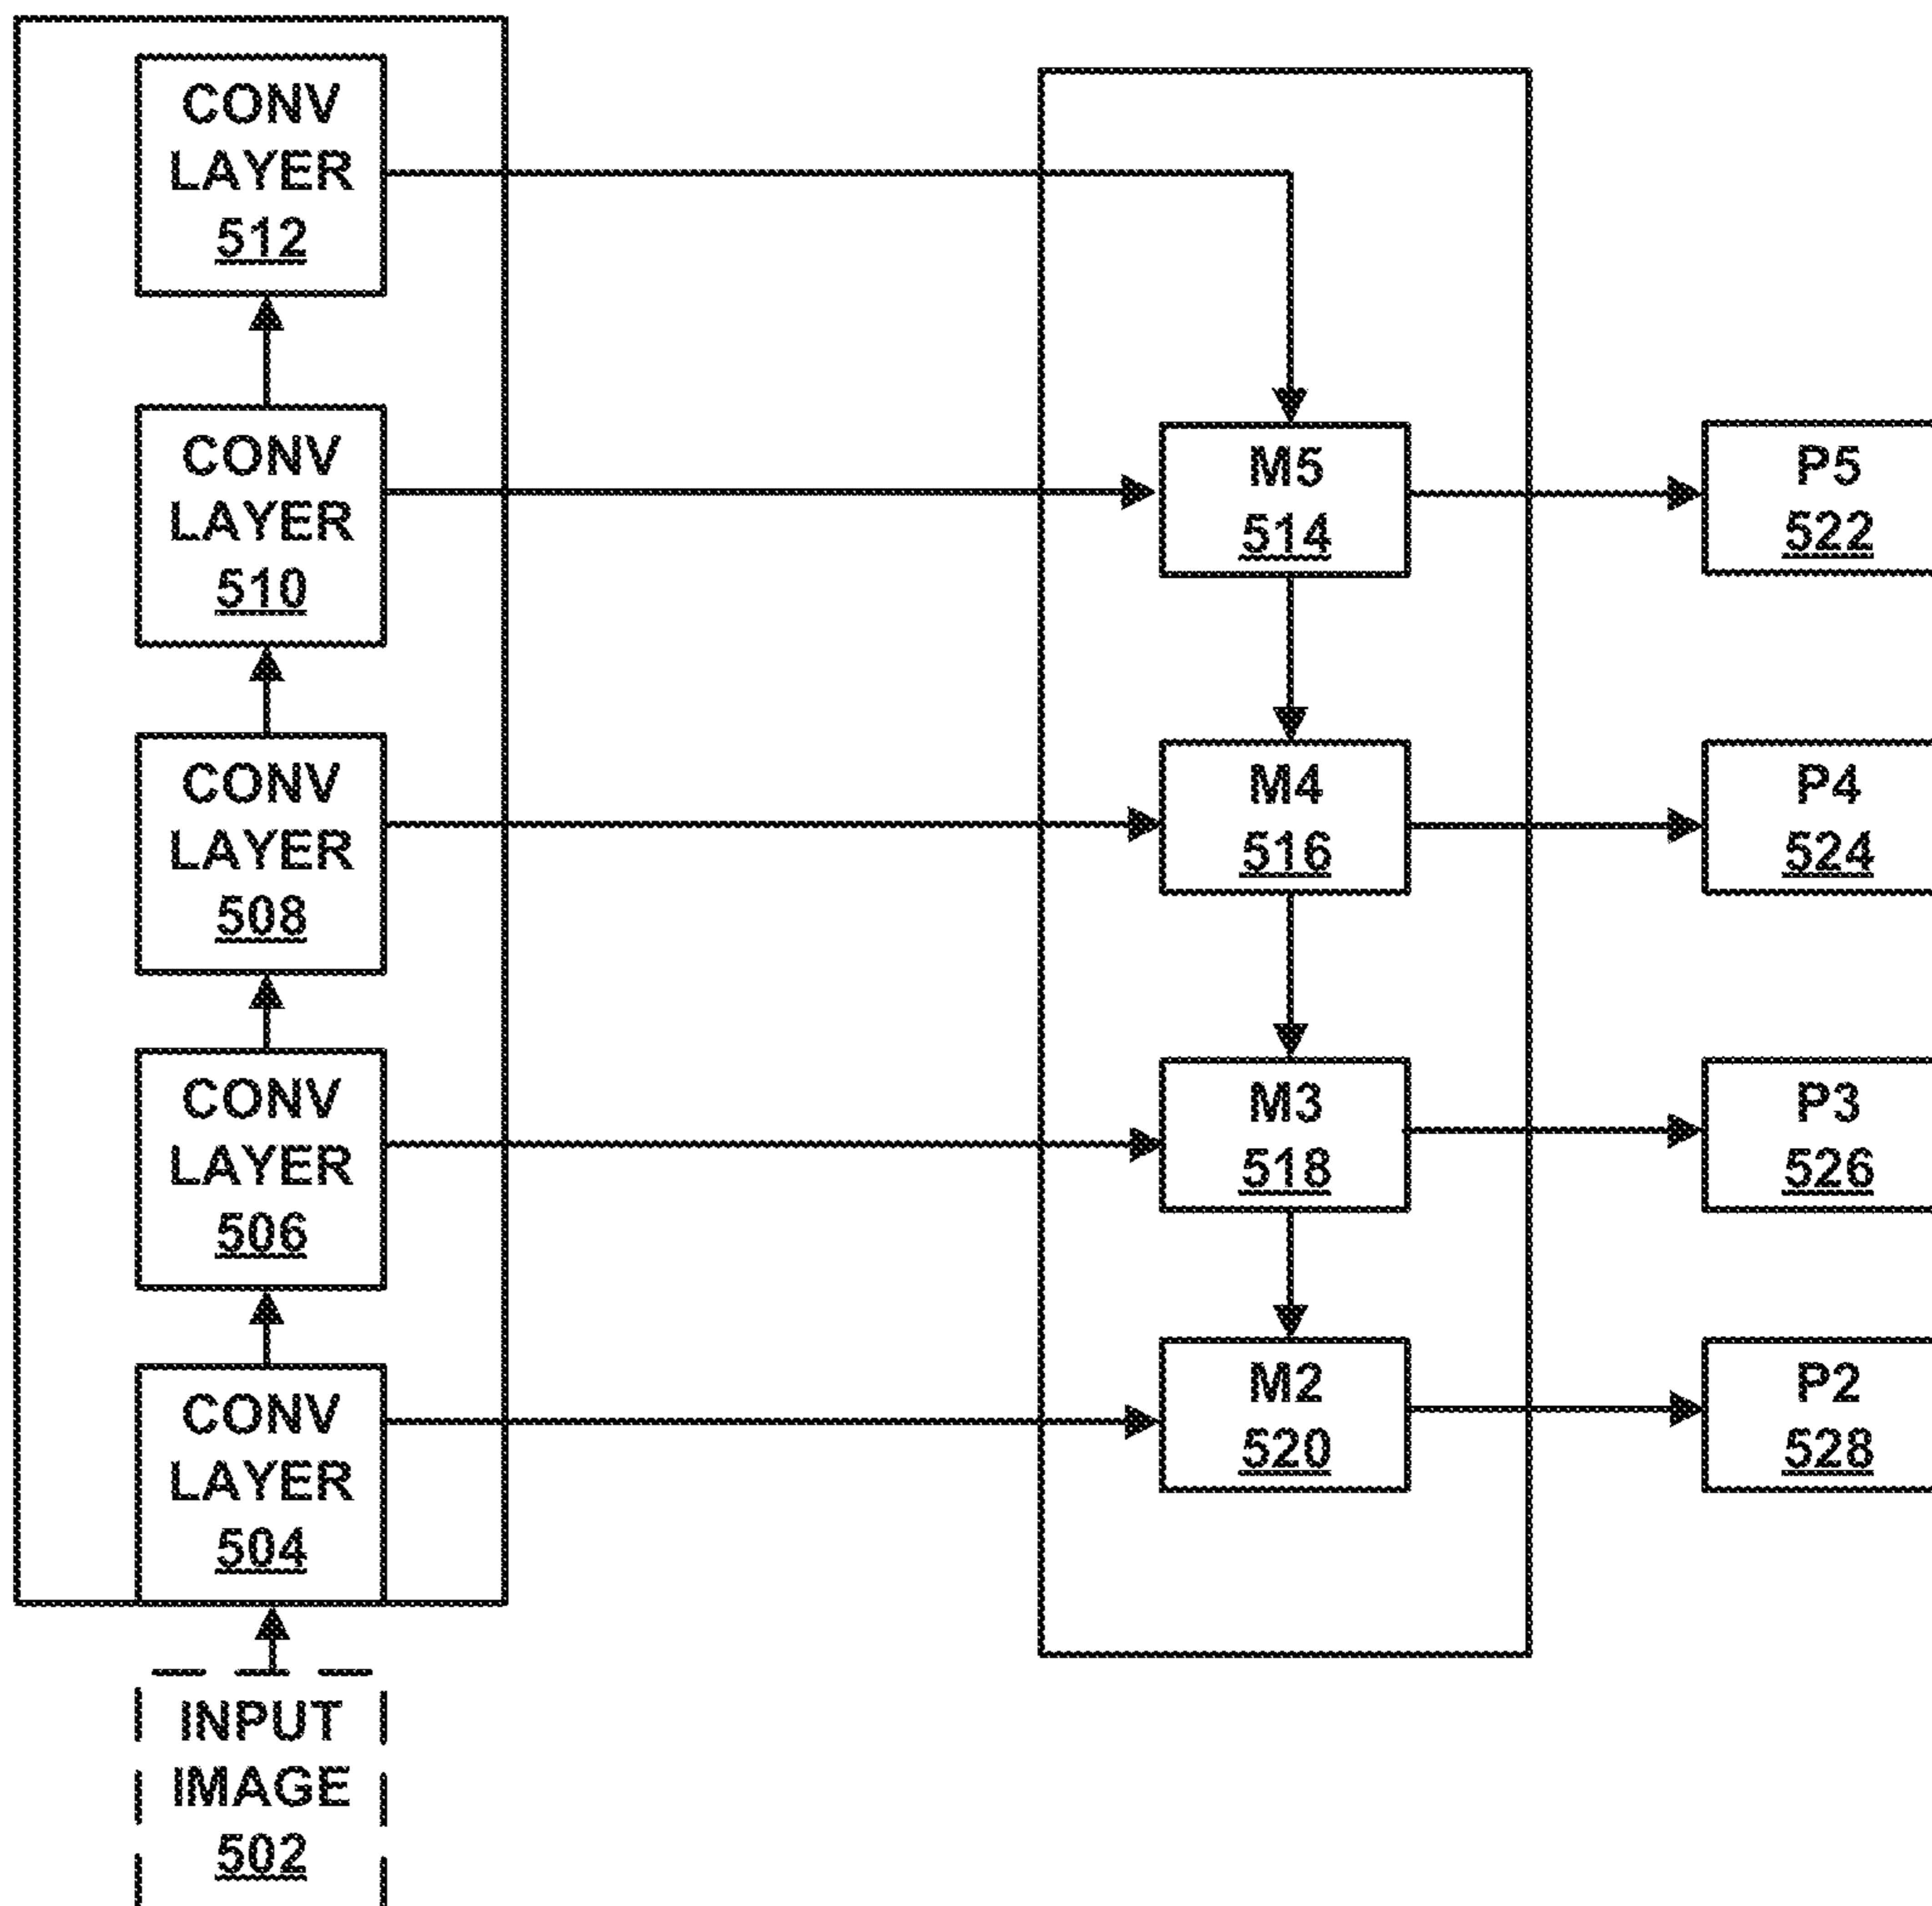 CONV
LAYER
512
CONV
LAYER
510
M5
514
P5
522
CONV
LAYER
508
M4
516
P4
524
CONV
LAYER
506
M3
518
P3
526
CONV
LAYER
504
M2
520
P2
528
INPUT
IMAGE
502